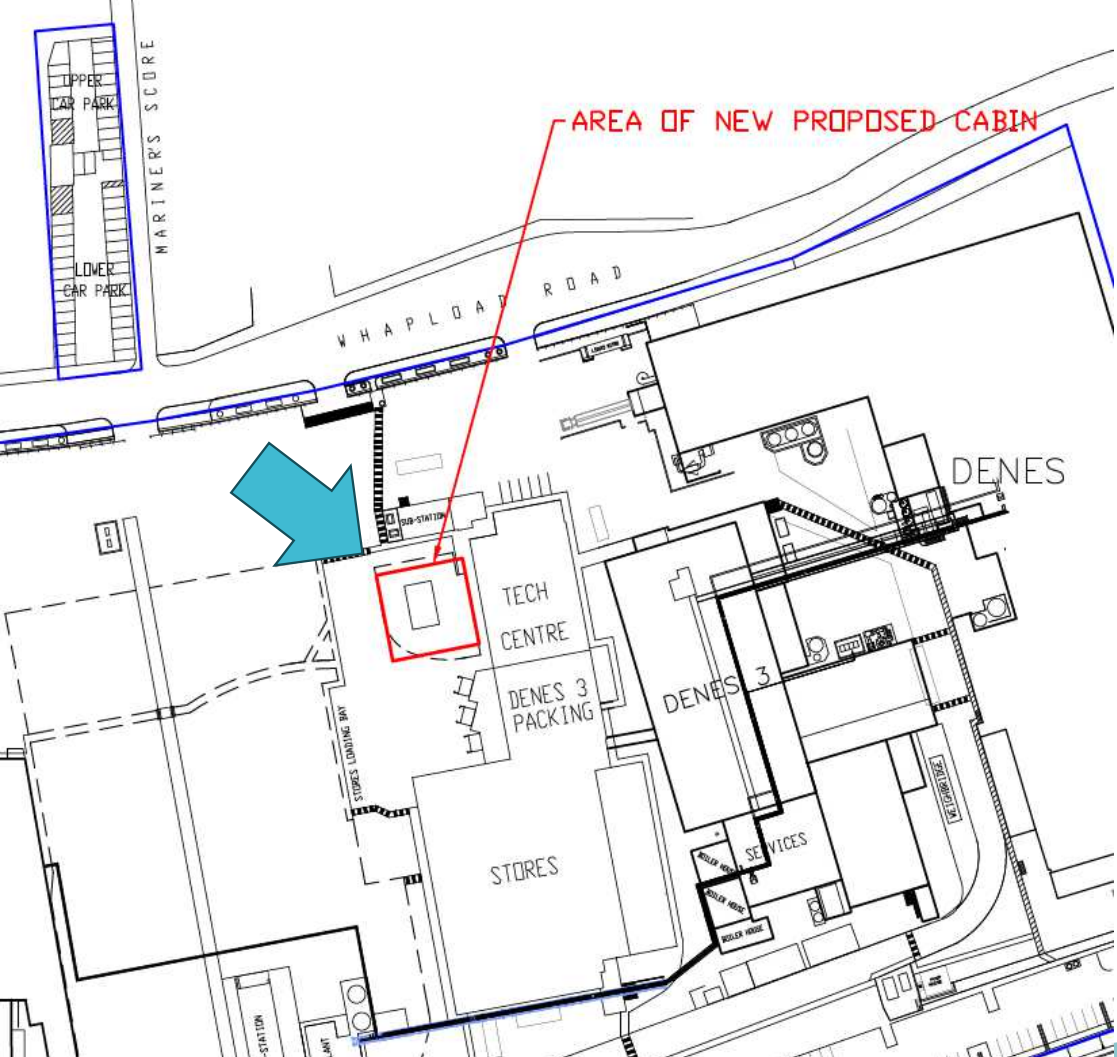 UPPER
CAR PARK
MARINER'S SCORE
LOWER
CAR PARK
AREA OF NEW PROPOSED CABIN
WHAPLOAD ROAD
DENES
SUB-STATION
TECH
CENTRE
DENES 3
PACKING
DENES 3
STORES LOADING BAY
WEIGHBRIDGE
STORES
SERVICES
BOILER HOUSE
BOILER HOUSE
BOILER HOUSE
-STATION